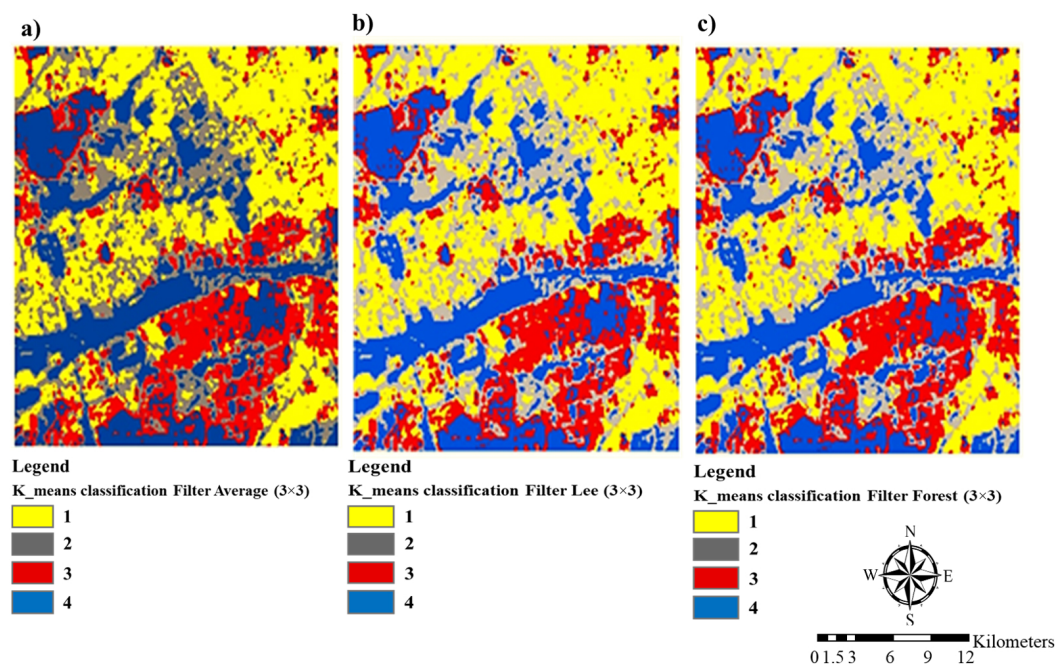 a)
b)
c)
Legend
K_means classification Filter Average (3×3)
1
2
3
4
Legend
K_means classification Filter Lee (3×3)
1
2
3
4
Legend
K_means classification Filter Forest (3×3)
1
2
3
4
N
W E
S
Kilometers
0 1.5 3 6 9 12